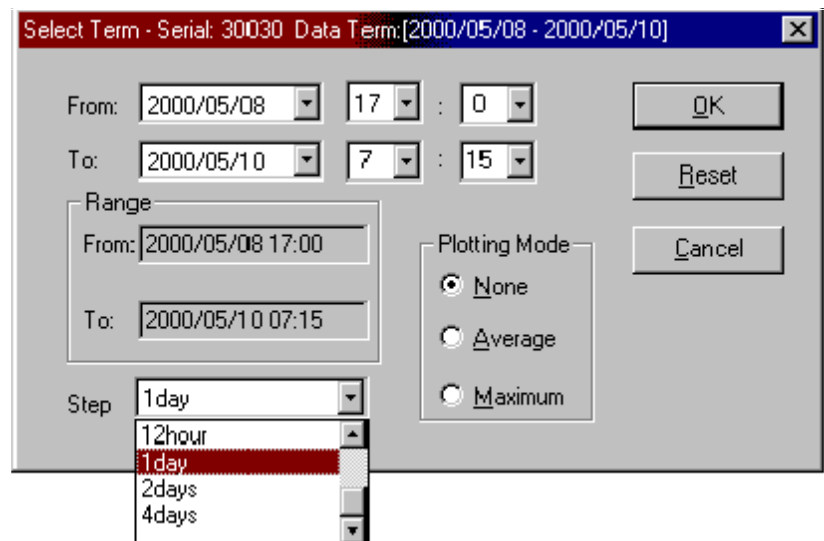 Select Term - Serial: 30030 Data Term:[2000/05/08 - 2000/05/10]
From: 2000/05/08 17 : 0 OK
To: 2000/05/10 7 : 15 Reset
Range
From: 2000/05/08 17:00 Plotting Mode Cancel
None
To: 2000/05/10 07:15
Average
Step 1day Maximum
12hour
1day
2days
4days